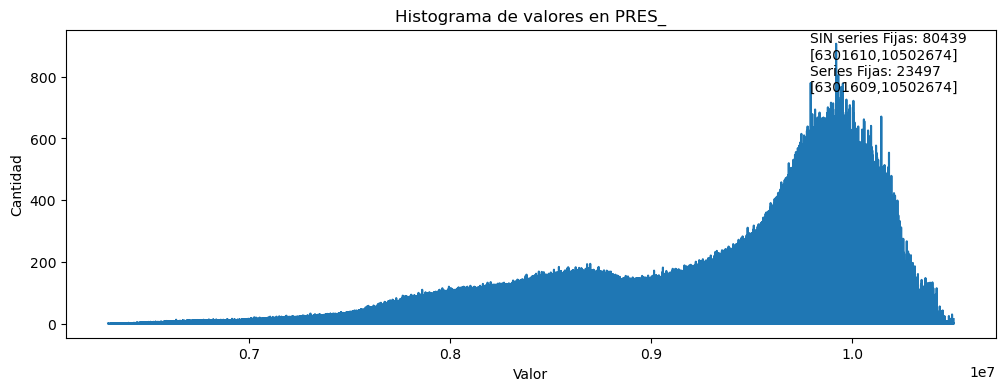 Histograma de valores en PRES_
SIN series Fijas: 80439
[6301610,10502674]
Series Fijas: 23497
[6301609,10502674]
Cantidad
800
600
400
200
0
0.7 0.8 0.9 1.0
1e7
Valor